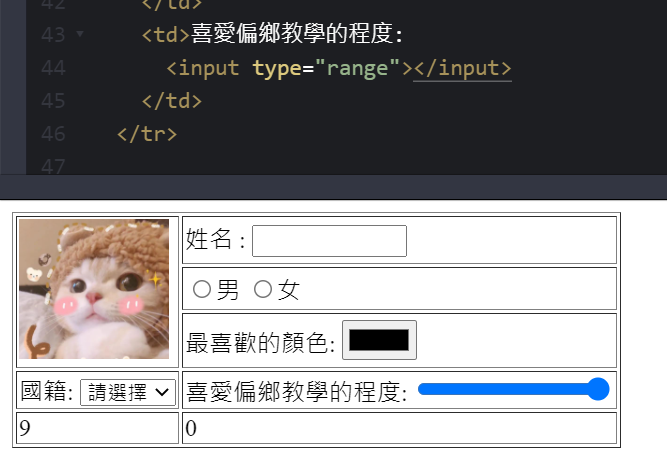 42 </td>
43 <td>喜愛偏鄉教學的程度:
44 <input type="range"></input>
45 </td>
46 </tr>
47
姓名 :
男 女
最喜歡的顏色:
國籍: 請選擇 喜愛偏鄉教學的程度:
9 0